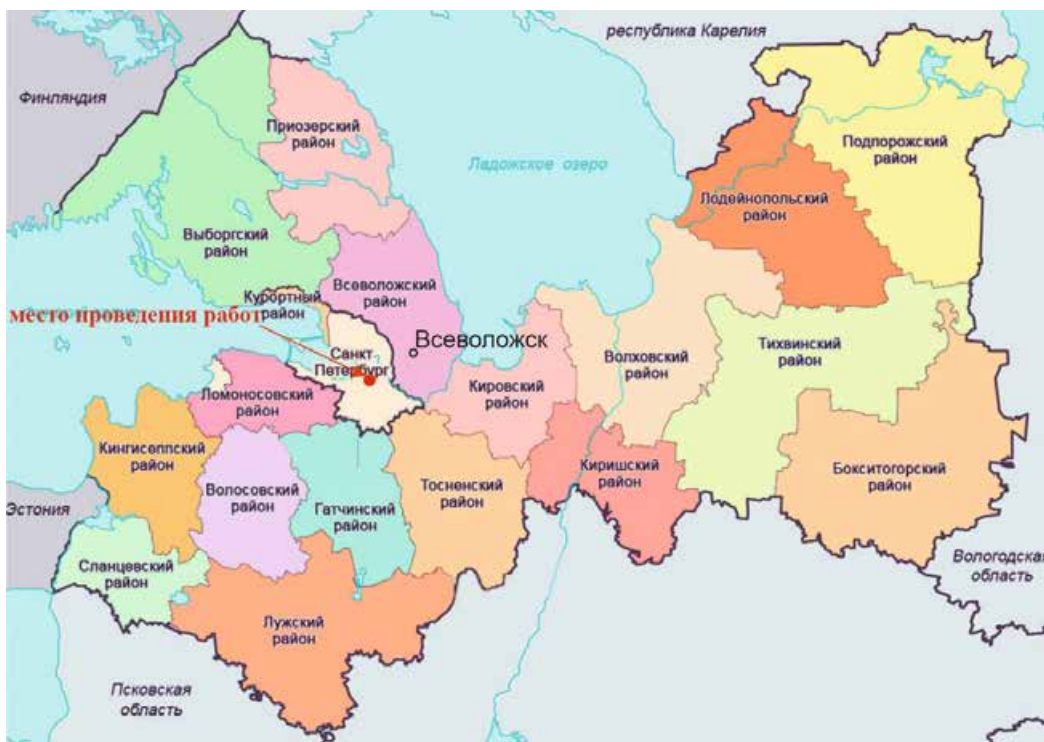 республика Карелия
Финляндия
Приозерский
район
Подпорожский
район
Ладожское озеро
Лодейнопольский
район
Выборгский
район
Всеволожский
район
Курортный
район
место проведения работ
Всеволожск
Санкт
Петербург
Волховский
район
Тихвинский
район
Кировский
район
Ломоносовский
район
Кингисеппский
район
Киришский
район
Бокситогорский
район
Волосовский
район
Тосненский
район
Гатчинский
район
Эстония
Сланцевский
район
Вологодская
область
Лужский
район
Псковская
область